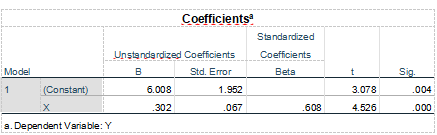 Coefficientsa
Standardized
Unstandardized Coefficients Coefficients
Model B Std. Error Beta t Sig.
1 (Constant) 6.008 1.952 3.078 .004
X .302 .067 .608 4.526 .000
a. Dependent Variable: Y